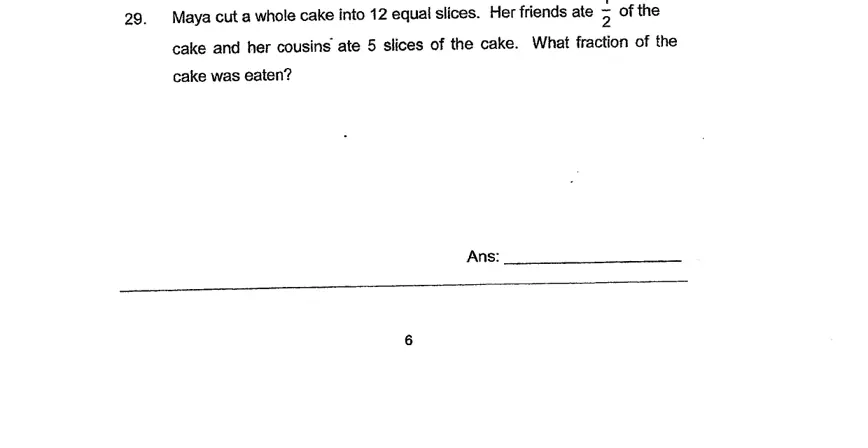 29. Maya cut a whole cake into 12 equal slices. Her friends ate 1/2 of the
cake and her cousins ate 5 slices of the cake. What fraction of the
cake was eaten?
Ans:
6